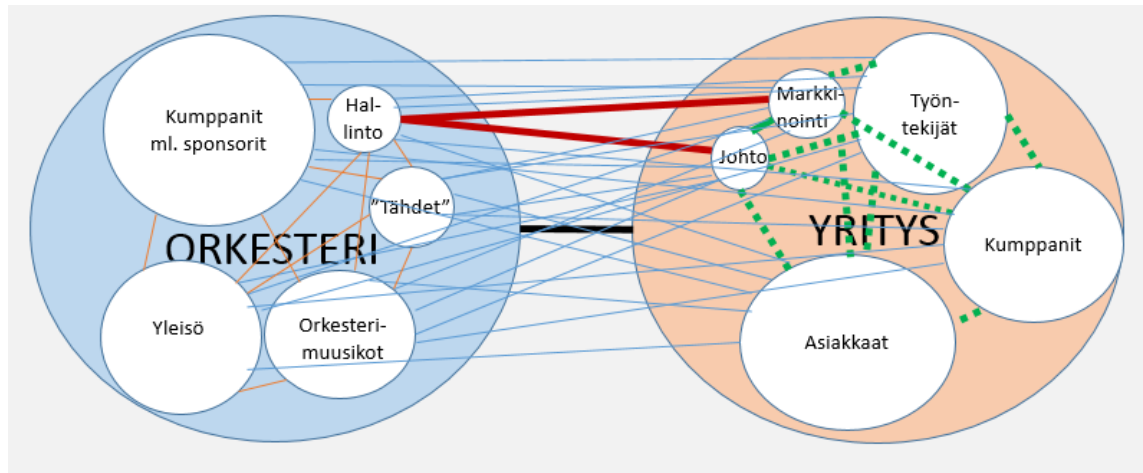 Kumppanit
ml. sponsorit
Hal-
linto
"Tähdet"
ORKESTERI
Yleisö
Orkesteri-
muusikot
Markki-
nointi
Johto
Työn-
tekijät
YRITYS
Kumppanit
Asiakkaat